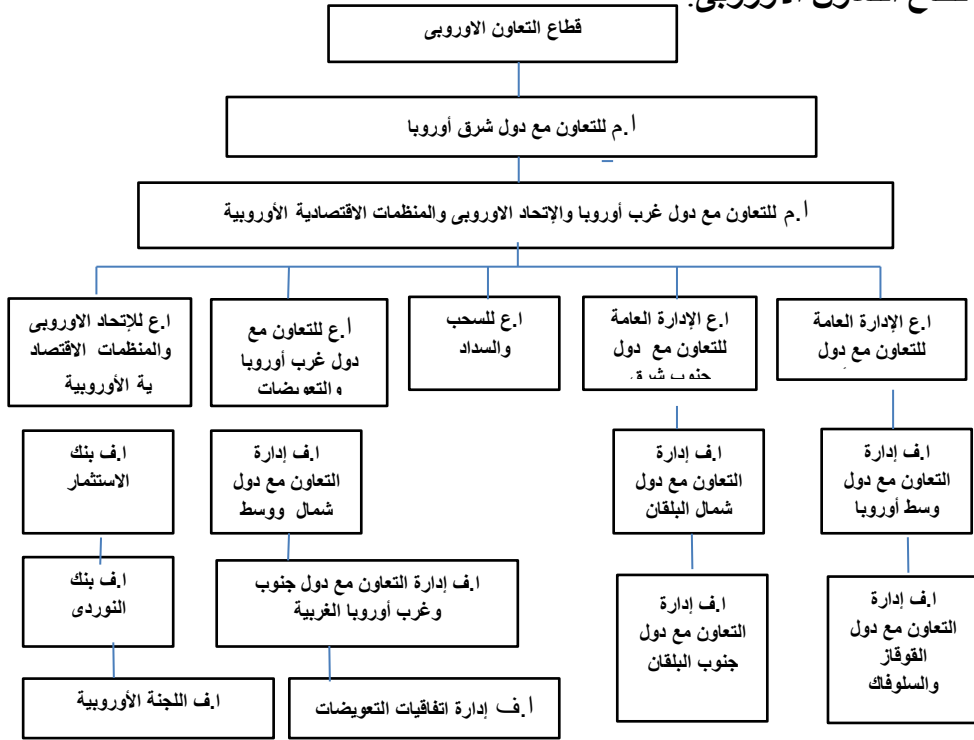 قطاع التعاون الاوروبى
أ.م للتعاون مع دول شرق أوروبا
أ.م للتعاون مع دول غرب أوروبا والإتحاد الاوروبى والمنظمات الاقتصادية الأوروبية
ا.ع الإدارة العامة
للتعاون مع دول
ا.ع الإدارة العامة
للتعاون مع دول
جنوب شرق
ا.ع للسحب
والسداد
أ.ع للتعاون مع
دول غرب أوروبا
والتعويضات
ا.ع للإتحاد الاوروبى
والمنظمات الاقتصاد
ية الأوروبية
ا.ف إدارة
التعاون مع دول
وسط أوروبا
ا.ف إدارة
التعاون مع دول
شمال البلقان
ا.ف إدارة
التعاون مع دول
شمال ووسط
ا.ف بنك
الاستثمار
ا.ف إدارة
التعاون مع دول
القوقاز
والسلوفاك
ا.ف إدارة
التعاون مع دول
جنوب البلقان
ا.ف إدارة التعاون مع دول جنوب
وغرب أوروبا الغربية
ا.ف بنك
النوردى
أ.ف إدارة اتفاقيات التعويضات
ا.ف اللجنة الأوروبية